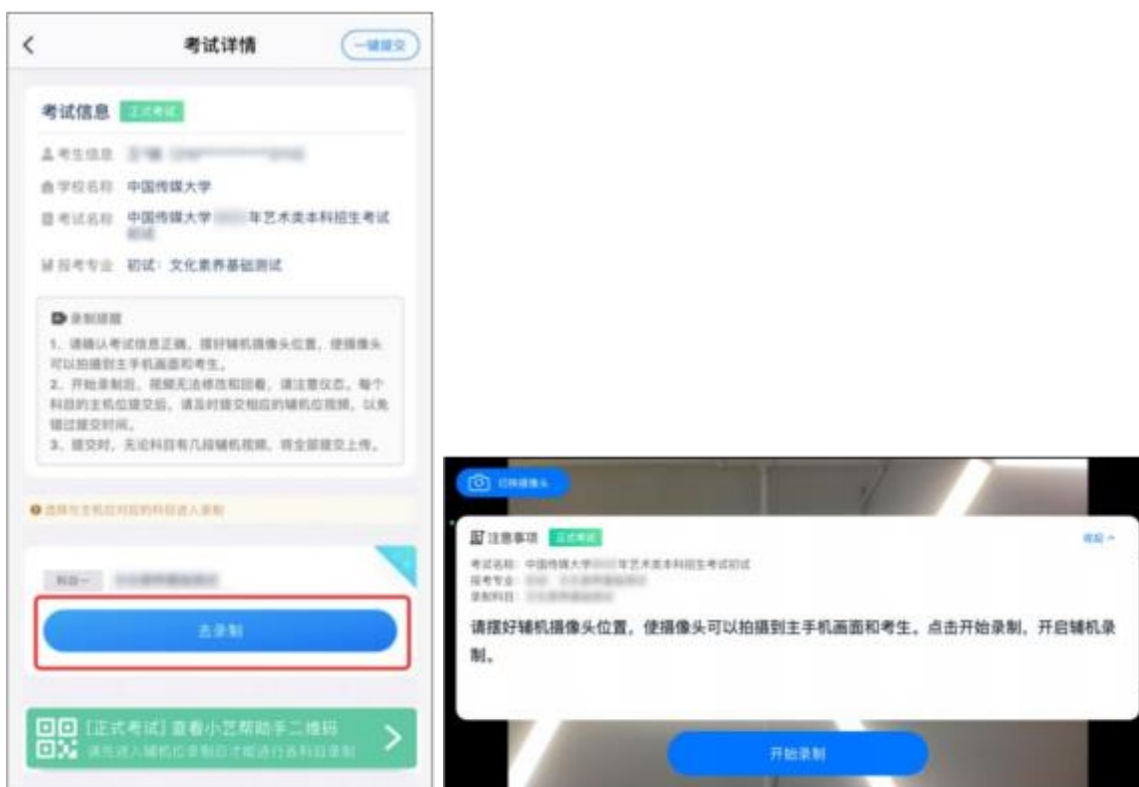 考试详情
一键提交
考试信息 正式考试
考生信息
学校名称 中国传媒大学
考试名称 中国传媒大学 年艺术类本科招生考试
初试
报考专业 初试：文化素养基础测试
录制提醒
1、请确认考试信息正确，摆好辅机摄像头位置，使摄像头
可以拍摄到主手机画面和考生。
2、开始录制后，视频无法修改和回看，请注意仪态。每个
科目的主机位提交后，请及时提交相应的辅机位视频，以免
错过提交时间。
3、提交时，无论科目有几段辅机视频，将全部提交上传。
选择与主机位对应的科目进入录制
科目一
去录制
[正式考试] 查看小艺帮助手二维码
请先进入辅机位录制后才能进行各科目录制
切换摄像头
注意事项 正式考试
收起
考试名称：中国传媒大学 年艺术类本科招生考试初试
报考专业：
录制科目：
请摆好辅机摄像头位置，使摄像头可以拍摄到主手机画面和考生。点击开始录制，开启辅机录
制。
开始录制